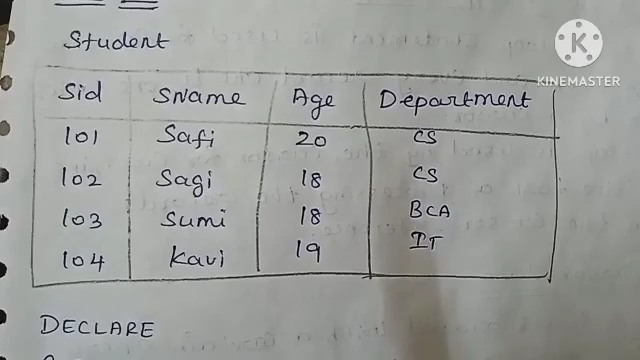 Student
K
KINEMASTER
Sid SName Age Department
101 Safi 20 CS
102 Sagi 18 CS
103 Sumi 18 BCA
104 Kavi 19 IT
DECLARE